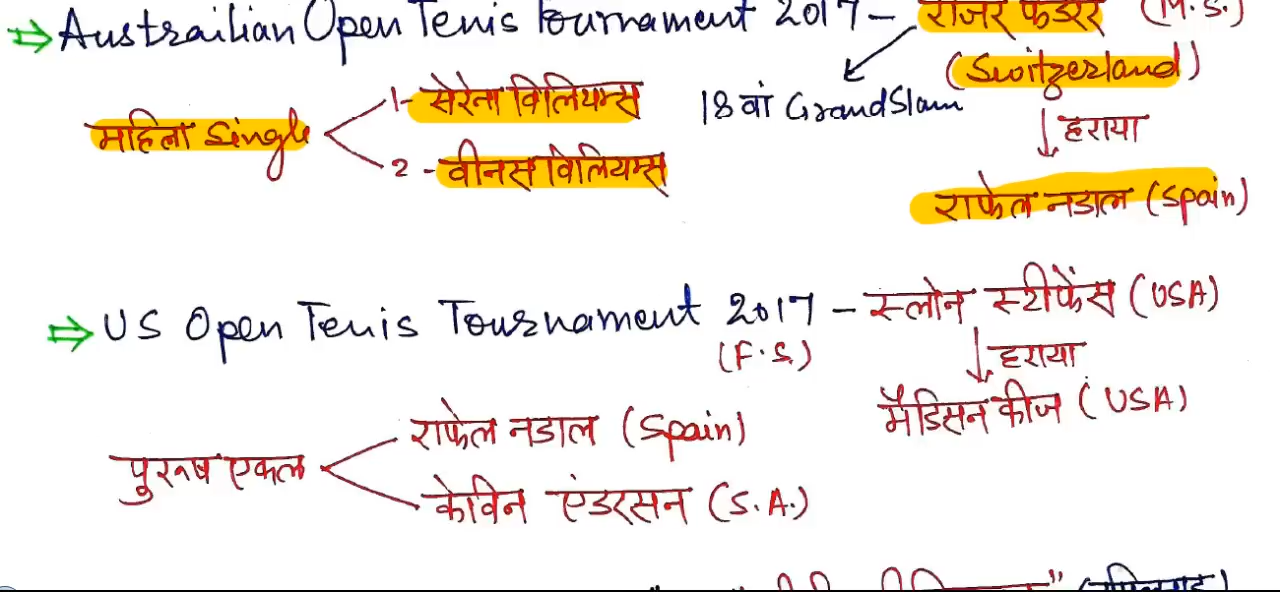 ⇒ Austrailian Open Tenis Tournament 2017 – राजर फेडरर (M.S.)
(Switzerland)
18वां GrandSlam
↓ हराया
राफेल नडाल (Spain)
महिला Single
1- सेरेना विलियम्स
2 - वीनस विलियम्स
⇒ US Open Tenis Tournament 2017 – स्लोन स्टीफेंस (USA)
(F.S.)
↓ हराया
मैडिसन कीज (USA)
पुरूष एकल
राफेल नडाल (Spain)
केविन एंडरसन (S.A.)